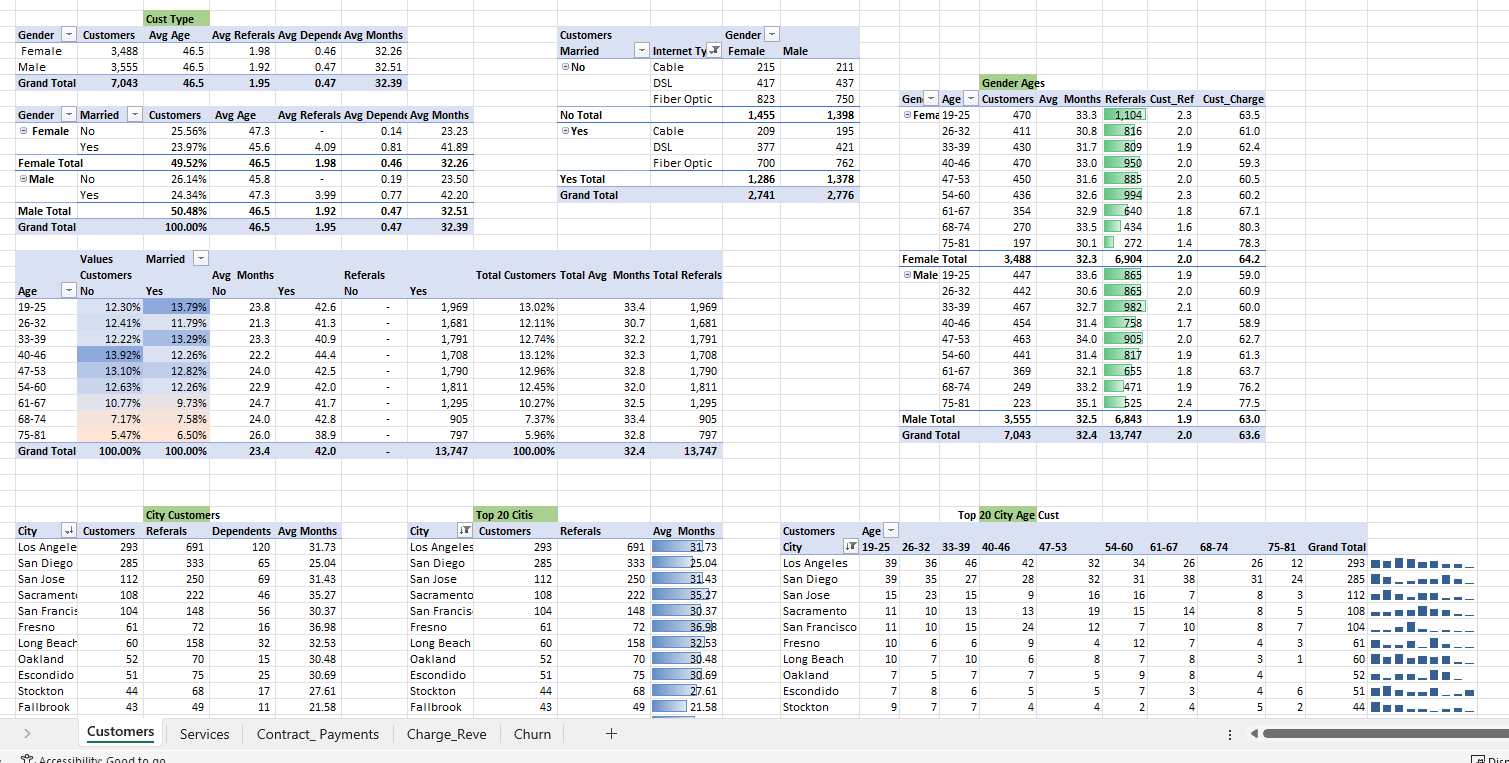 Cust Type
Gender Customers Avg Age Avg Referals Avg Depende Avg Months
Female 3,488 46.5 1.98 0.46 32.26
Male 3,555 46.5 1.92 0.47 32.51
Grand Total 7,043 46.5 1.95 0.47 32.39
Gender Married Customers Avg Age Avg Referals Avg Depende Avg Months
Female No 25.56% 47.3 - 0.14 23.23
Yes 23.97% 45.6 4.09 0.81 41.89
Female Total 49.52% 46.5 1.98 0.46 32.26
Male No 26.14% 45.8 - 0.19 23.50
Yes 24.34% 47.3 3.99 0.77 42.20
Male Total 50.48% 46.5 1.92 0.47 32.51
Grand Total 100.00% 46.5 1.95 0.47 32.39
Customers Gender
Married Internet Ty Female Male
No Cable 215 211
DSL 417 437
Fiber Optic 823 750
No Total 1,455 1,398
Yes Cable 209 195
DSL 377 421
Fiber Optic 700 762
Yes Total 1,286 1,378
Grand Total 2,741 2,776
Gender Ages
Gen Age Customers Avg Months Referals Cust_Ref Cust_Charge
Fema 19-25 470 33.3 1,104 2.3 63.5
26-32 411 30.8 816 2.0 61.0
33-39 430 31.7 809 1.9 62.4
40-46 470 33.0 950 2.0 59.3
47-53 450 31.6 885 2.0 60.5
54-60 436 32.6 994 2.3 60.2
61-67 354 32.9 640 1.8 67.1
68-74 270 33.5 434 1.6 80.3
75-81 197 30.1 272 1.4 78.3
Female Total 3,488 32.3 6,904 2.0 64.2
Male 19-25 447 33.6 865 1.9 59.0
26-32 442 30.6 865 2.0 60.9
33-39 467 32.7 982 2.1 60.0
40-46 454 31.4 758 1.7 58.9
47-53 463 34.0 905 2.0 62.7
54-60 441 31.4 817 1.9 61.3
61-67 369 32.1 655 1.8 63.7
68-74 249 33.2 471 1.9 76.2
75-81 223 35.1 525 2.4 77.5
Male Total 3,555 32.5 6,843 1.9 63.0
Grand Total 7,043 32.4 13,747 2.0 63.6
Values Married
Customers Avg Months Referals Total Customers Total Avg Months Total Referals
Age No Yes No Yes No Yes
19-25 12.30% 13.79% 23.8 42.6 - 1,969 13.02% 33.4 1,969
26-32 12.41% 11.79% 21.3 41.3 - 1,681 12.11% 30.7 1,681
33-39 12.22% 13.29% 23.3 40.9 - 1,791 12.74% 32.2 1,791
40-46 13.92% 12.26% 22.2 44.4 - 1,708 13.12% 32.3 1,708
47-53 13.10% 12.82% 24.0 42.5 - 1,790 12.96% 32.8 1,790
54-60 12.63% 12.26% 22.9 42.0 - 1,811 12.45% 32.0 1,811
61-67 10.77% 9.73% 24.7 41.7 - 1,295 10.27% 32.5 1,295
68-74 7.17% 7.58% 24.0 42.8 - 905 7.37% 33.4 905
75-81 5.47% 6.50% 26.0 38.9 - 797 5.96% 32.8 797
Grand Total 100.00% 100.00% 23.4 42.0 - 13,747 100.00% 32.4 13,747
City Customers
City Customers Referals Dependents Avg Months
Los Angele 293 691 120 31.73
San Diego 285 333 65 25.04
San Jose 112 250 69 31.43
Sacrament 108 222 46 35.27
San Francis 104 148 56 30.37
Fresno 61 72 16 36.98
Long Beach 60 158 32 32.53
Oakland 52 70 15 30.48
Escondido 51 75 25 30.69
Stockton 44 68 17 27.61
Fallbrook 43 49 11 21.58
Top 20 Citis
City Customers Referals Avg Months
Los Angeles 293 691 31.73
San Diego 285 333 25.04
San Jose 112 250 31.43
Sacramento 108 222 35.27
San Francis 104 148 30.37
Fresno 61 72 36.98
Long Beach 60 158 32.53
Oakland 52 70 30.48
Escondido 51 75 30.69
Stockton 44 68 27.61
Fallbrook 43 49 21.58
Top 20 City Age Cust
Customers Age
City 19-25 26-32 33-39 40-46 47-53 54-60 61-67 68-74 75-81 Grand Total
Los Angeles 39 36 46 42 32 34 26 26 12 293
San Diego 39 35 27 28 32 31 38 31 24 285
San Jose 15 23 15 9 16 16 7 8 3 112
Sacramento 11 10 13 13 19 15 14 8 5 108
San Francisco 11 10 15 24 12 7 10 8 7 104
Fresno 10 6 6 9 4 12 7 4 3 61
Long Beach 10 7 10 6 8 7 8 3 1 60
Oakland 7 5 7 7 5 9 8 4 52
Escondido 7 8 6 5 5 7 3 4 6 51
Stockton 9 7 7 4 4 2 4 5 2 44
Customers Services Contract_ Payments Charge_Reve Churn +
Accessibility: Good to go